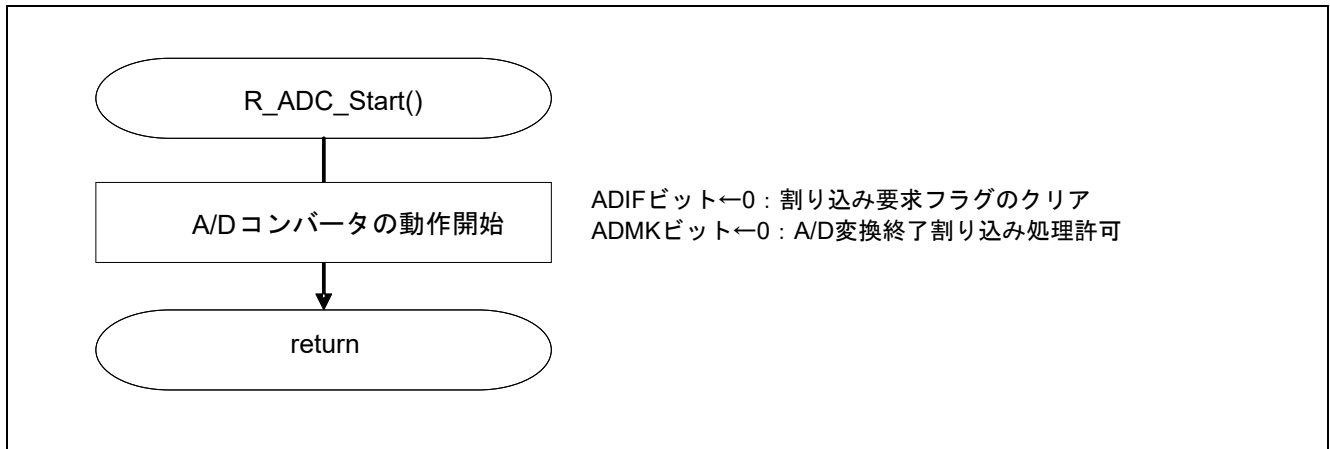 R_ADC_Start()
A/Dコンバータの動作開始
ADIFビット←0：割り込み要求フラグのクリア
ADMKビット←0：A/D変換終了割り込み処理許可
return